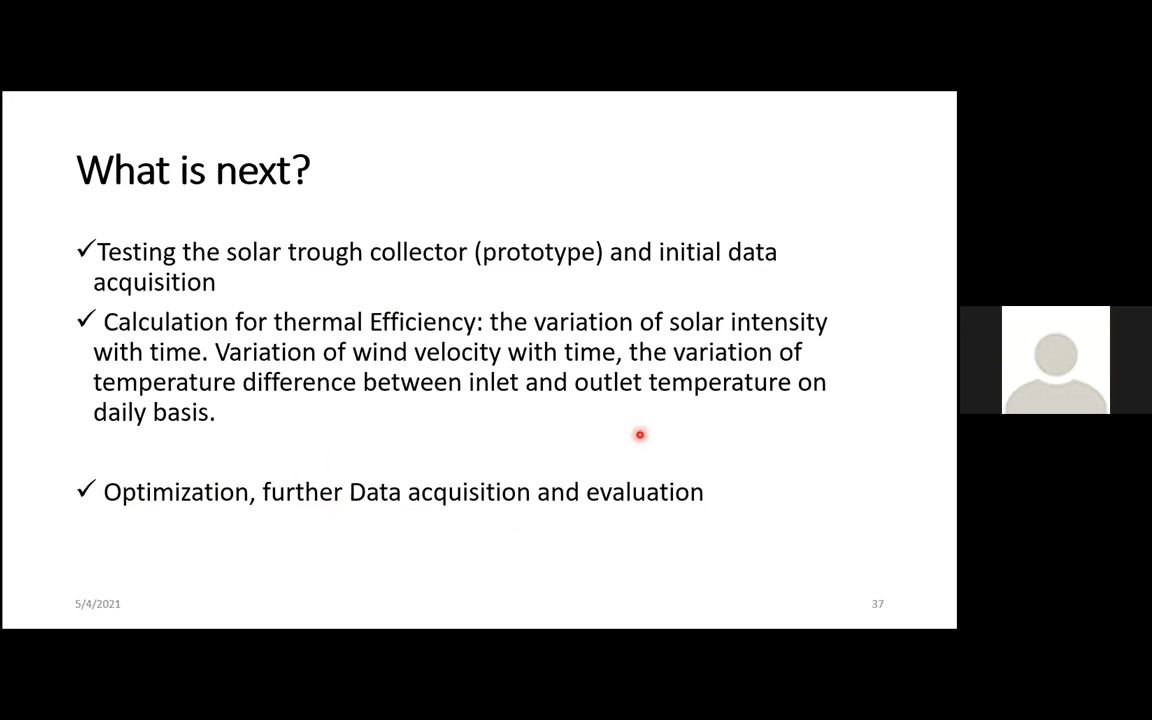 What is next?
✓Testing the solar trough collector (prototype) and initial data
acquisition
✓ Calculation for thermal Efficiency: the variation of solar intensity
with time. Variation of wind velocity with time, the variation of
temperature difference between inlet and outlet temperature on
daily basis.
✓ Optimization, further Data acquisition and evaluation
5/4/2021
37